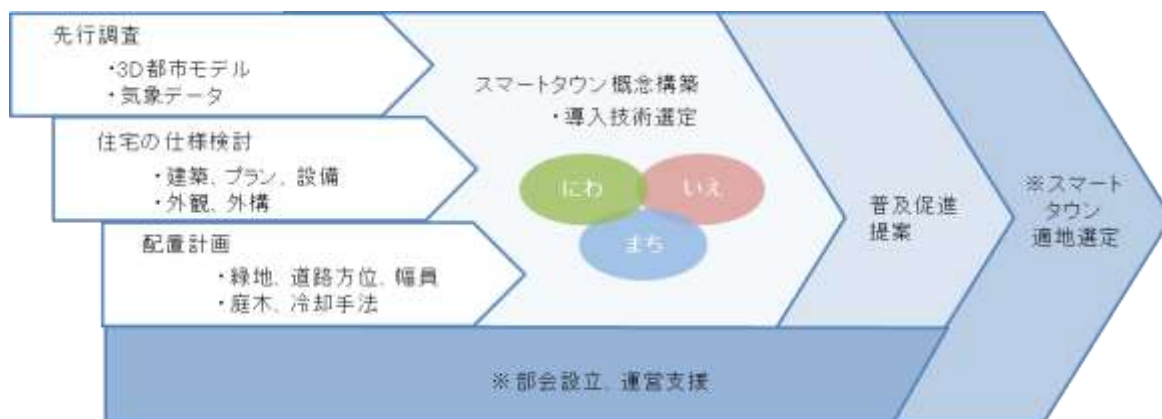 先行調査
・3D都市モデル
・気象データ
住宅の仕様検討
・建築、プラン、設備
・外観、外構
配置計画
・緑地、道路方位、幅員
・庭木、冷却手法
スマートタウン概念構築
・導入技術選定
にわ
いえ
まち
普及促進
提案
※スマート
タウン
適地選定
※部会設立、運営支援